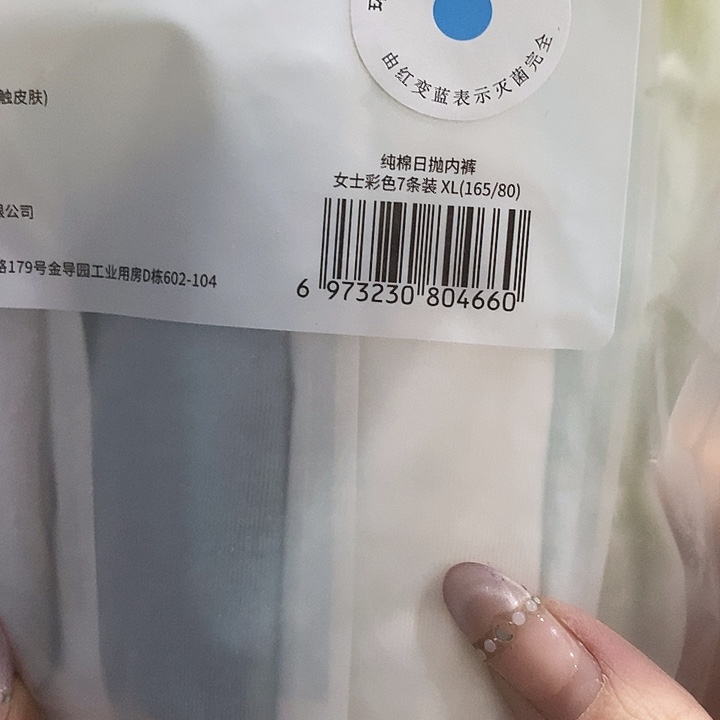 由红变蓝表示灭菌完全
触皮肤)
纯棉日抛内裤
女士彩色7条装 XL(165/80)
限公司
路179号金导园工业用房D栋602-104
6 973230 804660